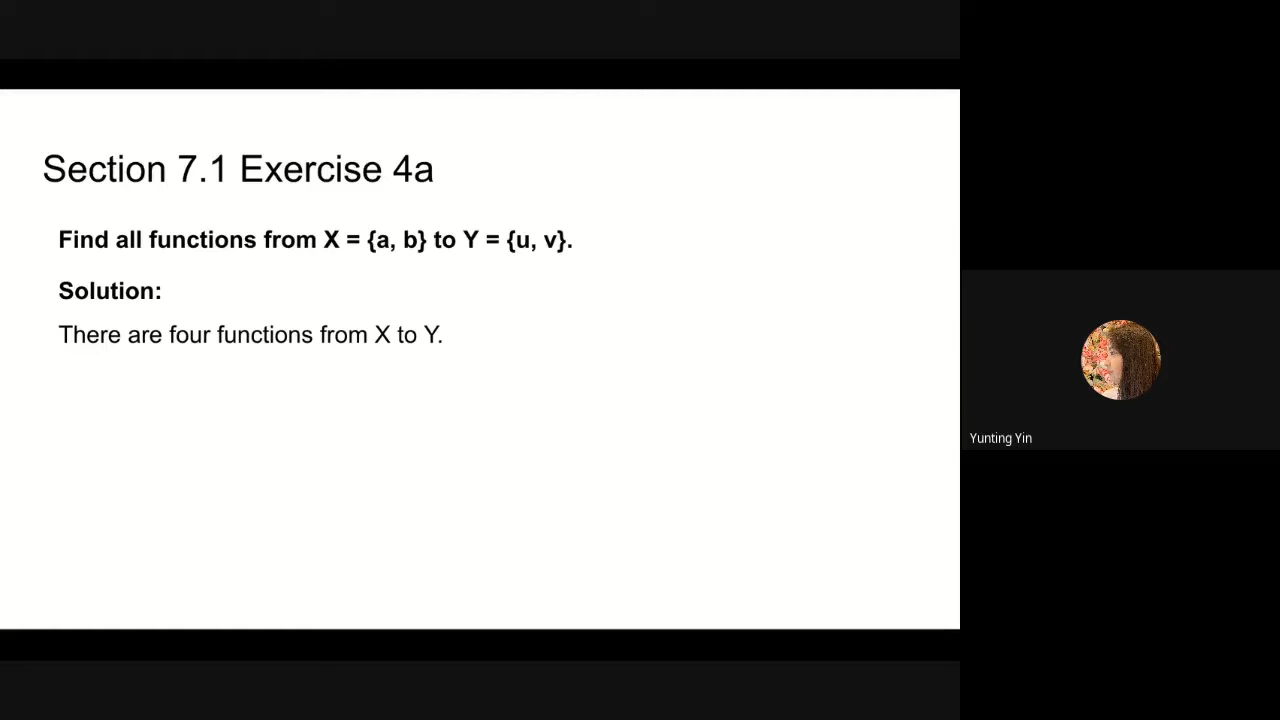 Section 7.1 Exercise 4a
Find all functions from X = {a, b} to Y = {u, v}.
Solution:
There are four functions from X to Y.
Yunting Yin